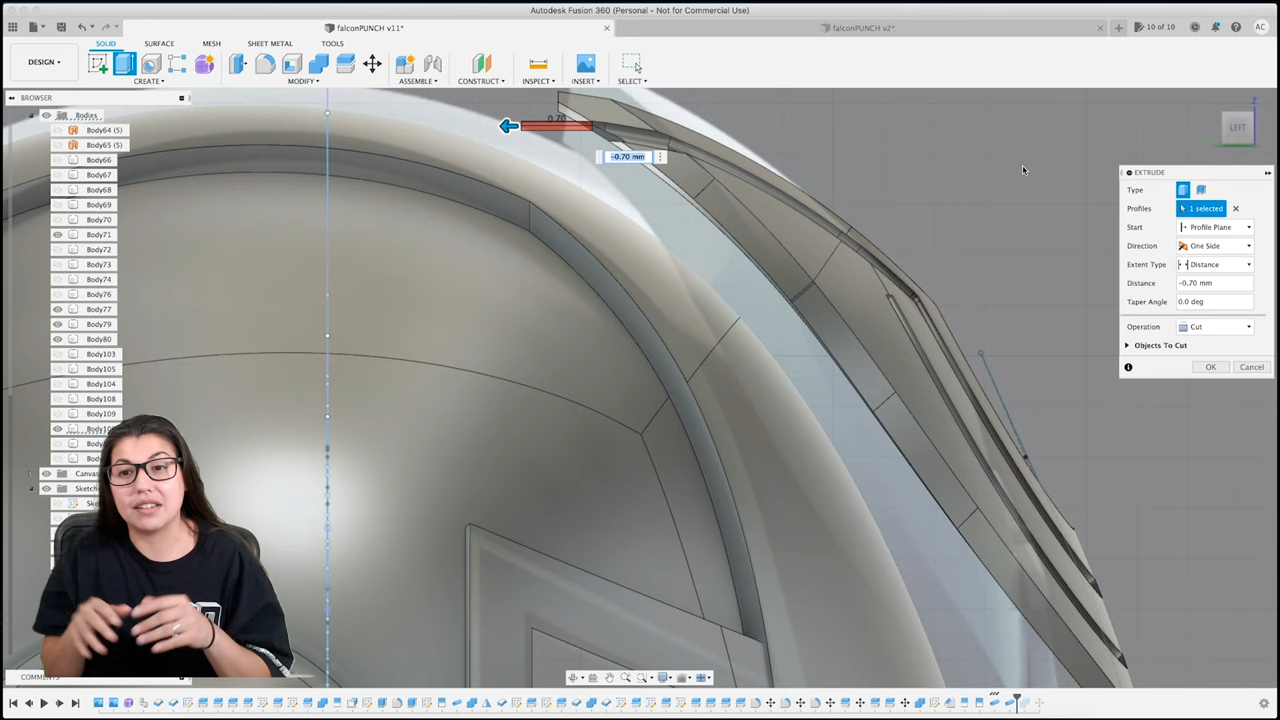 Autodesk Fusion 360 (Personal - Not for Commercial Use)
falconPUNCH v11*
falconPUNCH v2*
10 of 10
AC
SOLID
SURFACE
MESH
SHEET METAL
TOOLS
DESIGN
CREATE
MODIFY
ASSEMBLE
CONSTRUCT
INSPECT
INSERT
SELECT
BROWSER
Bodies
Body64 (5)
Body65 (5)
Body66
Body67
Body68
Body69
Body70
Body71
Body72
Body73
Body74
Body76
Body77
Body79
Body80
Body103
Body105
Body104
Body108
Body109
Canvas
COMMENTS
0.70
-0.70 mm
Z
LEFT
EXTRUDE
Type
Profiles 1 selected
Start Profile Plane
Direction One Side
Extent Type Distance
Distance -0.70 mm
Taper Angle 0.0 deg
Operation Cut
Objects To Cut
OK Cancel